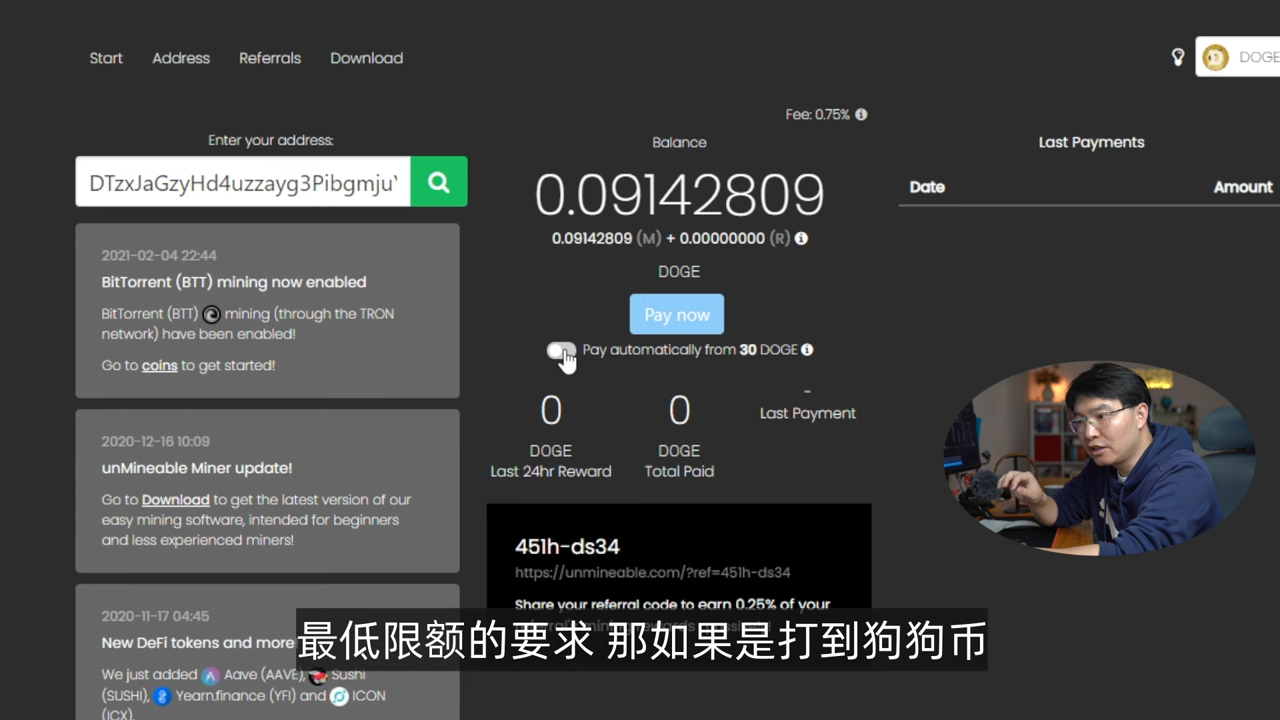 Start Address Referrals Download
DOGE
Fee: 0.75%
Enter your address:
DTzxJaGzyHd4uzzayg3Pibgmju
2021-02-04 22:44
BitTorrent (BTT) mining now enabled
BitTorrent (BTT) mining (through the TRON
network) have been enabled!
Go to coins to get started!
2020-12-16 10:09
unMineable Miner update!
Go to Download to get the latest version of our
easy mining software, intended for beginners
and less experienced miners!
2020-11-17 04:45
New DeFi tokens and more
We just added Aave (AAVE), Sushi
(SUSHI), Yearn.finance (YFI) and ICON
(ICX).
Balance
0.09142809
0.09142809 (M) + 0.00000000 (R)
DOGE
Pay now
Pay automatically from 30 DOGE
0
DOGE
Last 24hr Reward
0
DOGE
Total Paid
-
Last Payment
451h-ds34
https://unmineable.com/?ref=451h-ds34
Share your referral code to earn 0.25% of your
Last Payments
Date Amount
最低限额的要求 那如果是打到狗狗币